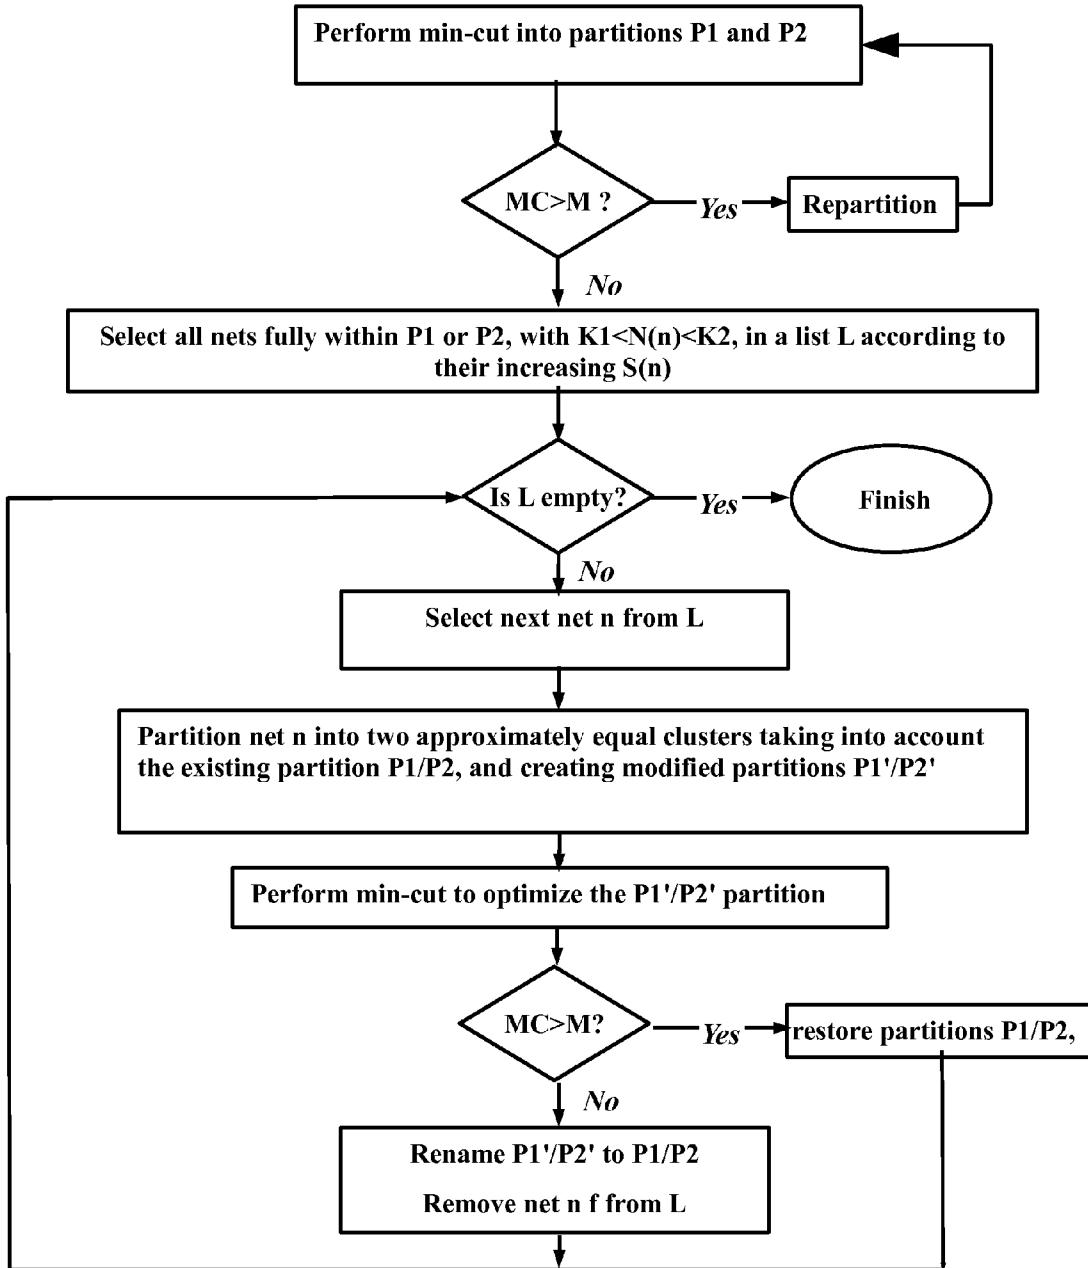 Perform min-cut into partitions P1 and P2
MC>M ?
Yes
Repartition
No
Select all nets fully within P1 or P2, with K1<N(n)<K2, in a list L according to
their increasing S(n)
Is L empty?
Yes
Finish
No
Select next net n from L
Partition net n into two approximately equal clusters taking into account
the existing partition P1/P2, and creating modified partitions P1'/P2'
Perform min-cut to optimize the P1'/P2' partition
MC>M?
Yes
restore partitions P1/P2,
No
Rename P1'/P2' to P1/P2
Remove net n f from L